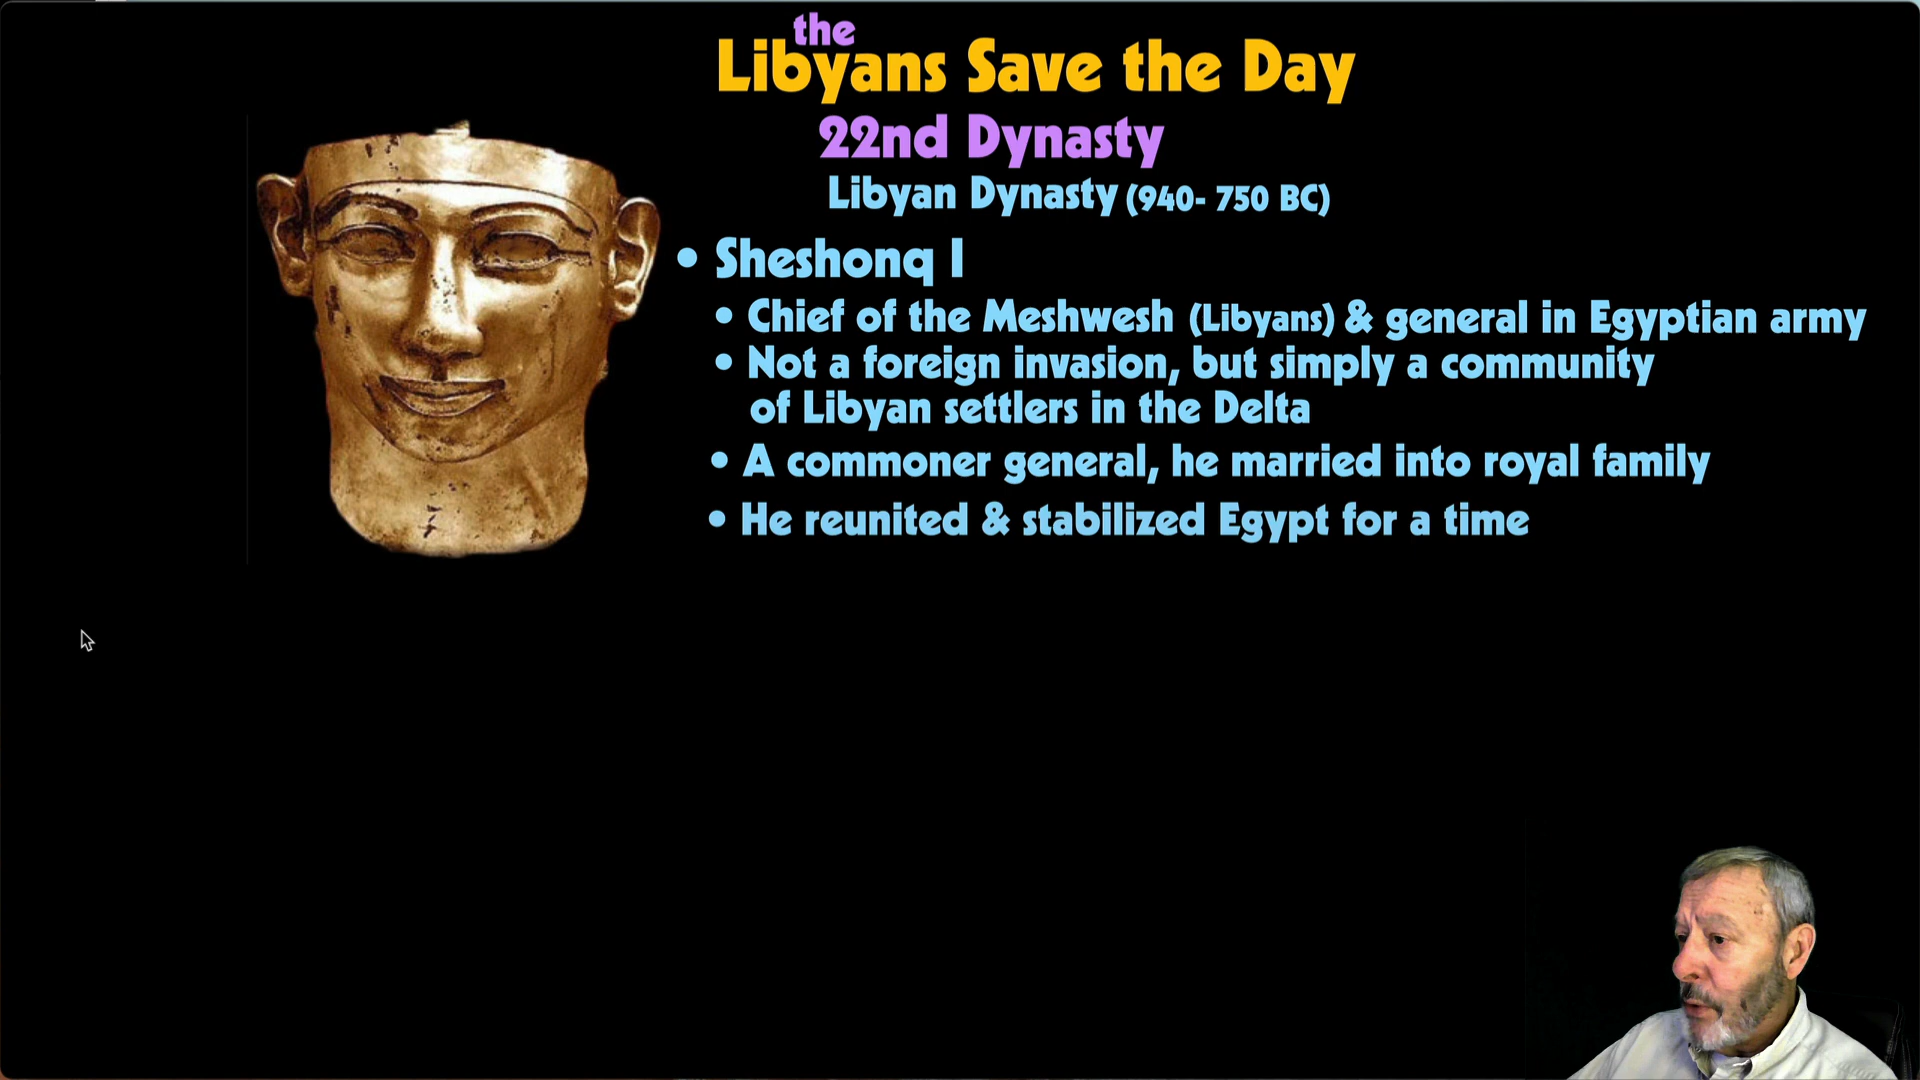 the
Libyans Save the Day
22nd Dynasty
Libyan Dynasty (940- 750 BC)
• Sheshonq I
• Chief of the Meshwesh (Libyans) & general in Egyptian army
• Not a foreign invasion, but simply a community
of Libyan settlers in the Delta
• A commoner general, he married into royal family
• He reunited & stabilized Egypt for a time